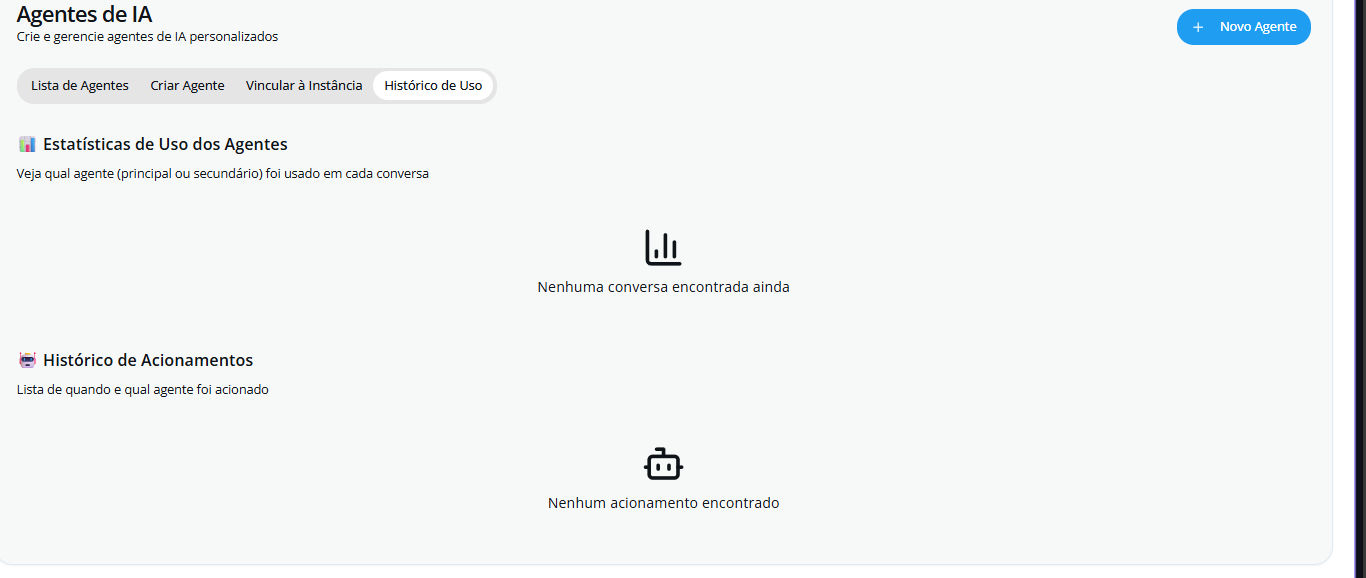 Agentes de IA
Crie e gerencie agentes de IA personalizados
+ Novo Agente
Lista de Agentes Criar Agente Vincular à Instância Histórico de Uso
Estatísticas de Uso dos Agentes
Veja qual agente (principal ou secundário) foi usado em cada conversa
Nenhuma conversa encontrada ainda
Histórico de Acionamentos
Lista de quando e qual agente foi acionado
Nenhum acionamento encontrado